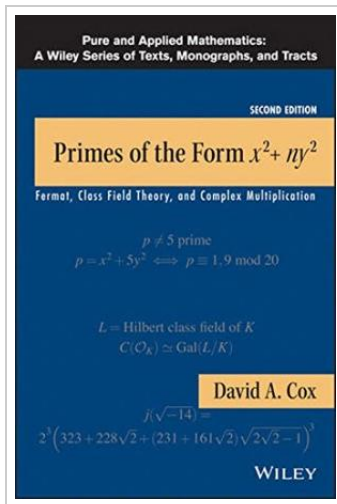 Pure and Applied Mathematics:
A Wiley Series of Texts, Monographs, and Tracts
SECOND EDITION
Primes of the Form x² + ny²
Fermat, Class Field Theory, and Complex Multiplication
p ≠ 5 prime
p = x² + 5y² ⟺ p ≡ 1, 9 mod 20
L = Hilbert class field of K
C(𝒪_K) ≃ Gal(L/K)
David A. Cox
j(√−14) =
2³(323 + 228√2 + (231 + 161√2)√(2√2 − 1))³
WILEY